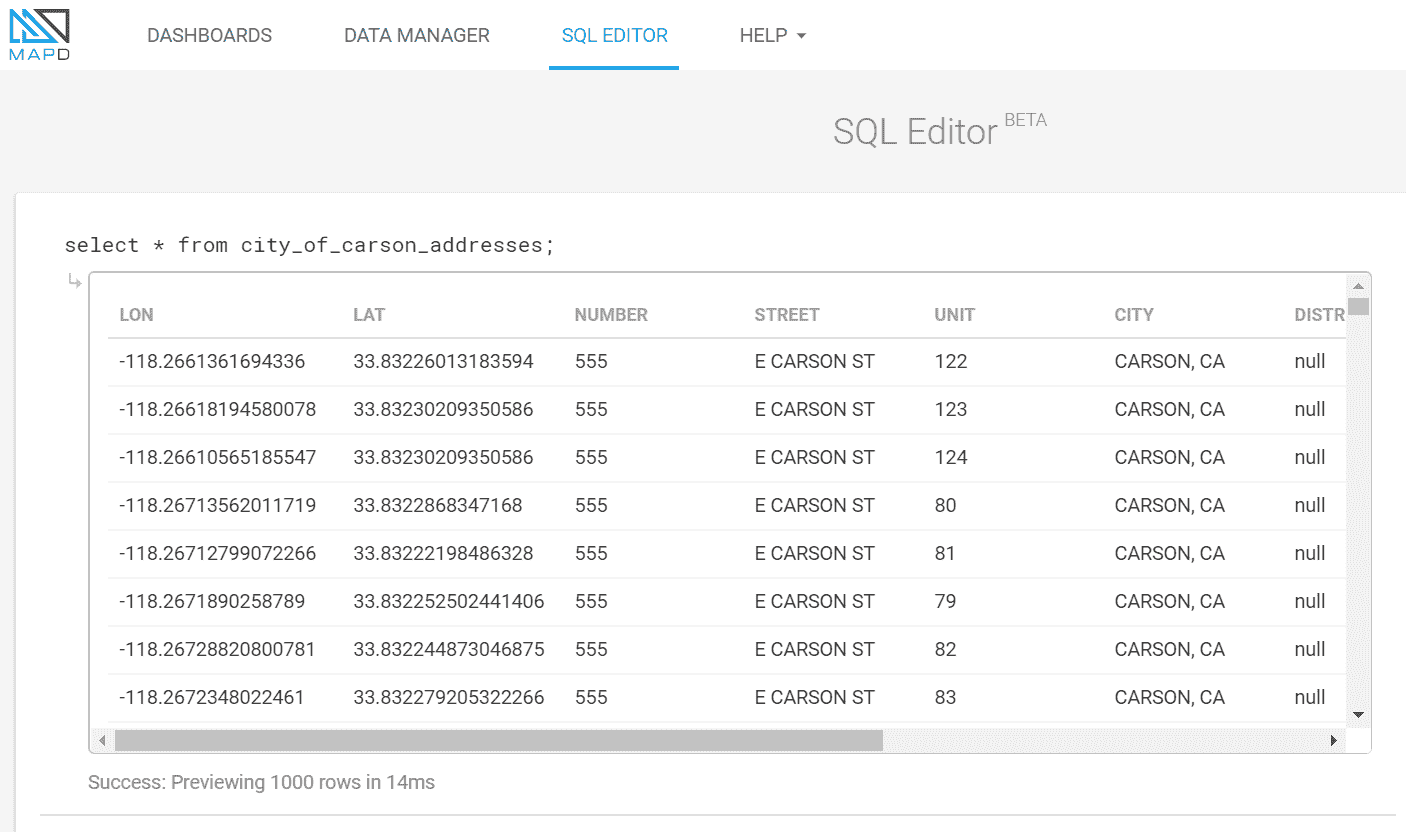 MAPD DASHBOARDS DATA MANAGER SQL EDITOR HELP
SQL Editor BETA
select * from city_of_carson_addresses;
LON LAT NUMBER STREET UNIT CITY DISTR
-118.2661361694336 33.83226013183594 555 E CARSON ST 122 CARSON, CA null
-118.26618194580078 33.83230209350586 555 E CARSON ST 123 CARSON, CA null
-118.26610565185547 33.83230209350586 555 E CARSON ST 124 CARSON, CA null
-118.26713562011719 33.8322868347168 555 E CARSON ST 80 CARSON, CA null
-118.26712799072266 33.83222198486328 555 E CARSON ST 81 CARSON, CA null
-118.2671890258789 33.832252502441406 555 E CARSON ST 79 CARSON, CA null
-118.26728820800781 33.832244873046875 555 E CARSON ST 82 CARSON, CA null
-118.2672348022461 33.832279205322266 555 E CARSON ST 83 CARSON, CA null
Success: Previewing 1000 rows in 14ms